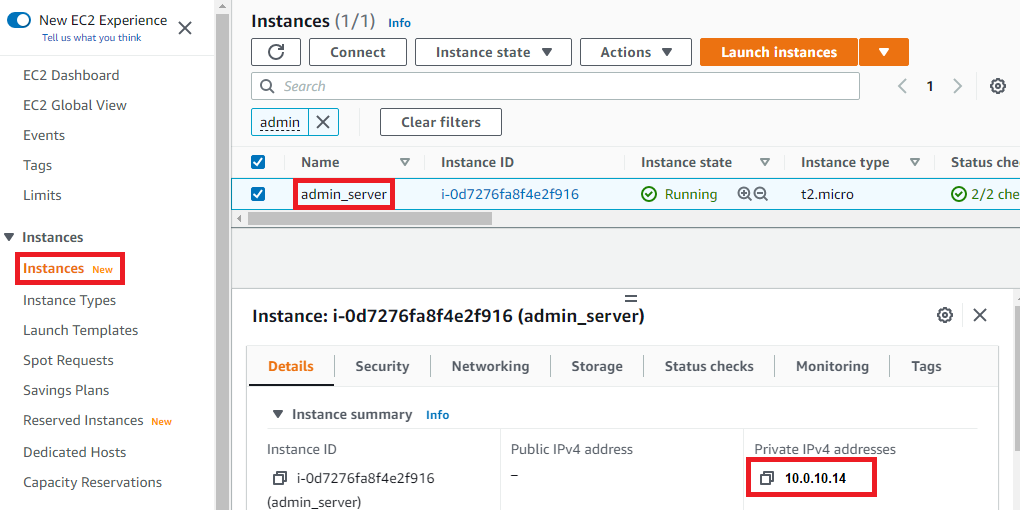 New EC2 Experience
Tell us what you think
EC2 Dashboard
EC2 Global View
Events
Tags
Limits
Instances
Instances New
Instance Types
Launch Templates
Spot Requests
Savings Plans
Reserved Instances New
Dedicated Hosts
Capacity Reservations
Instances (1/1) Info
Connect Instance state Actions Launch instances
Search 1
admin Clear filters
Name Instance ID Instance state Instance type Status che
admin_server i-0d7276fa8f4e2f916 Running t2.micro 2/2 che
Instance: i-0d7276fa8f4e2f916 (admin_server)
Details Security Networking Storage Status checks Monitoring Tags
Instance summary Info
Instance ID Public IPv4 address Private IPv4 addresses
i-0d7276fa8f4e2f916 – 10.0.10.14
(admin_server)